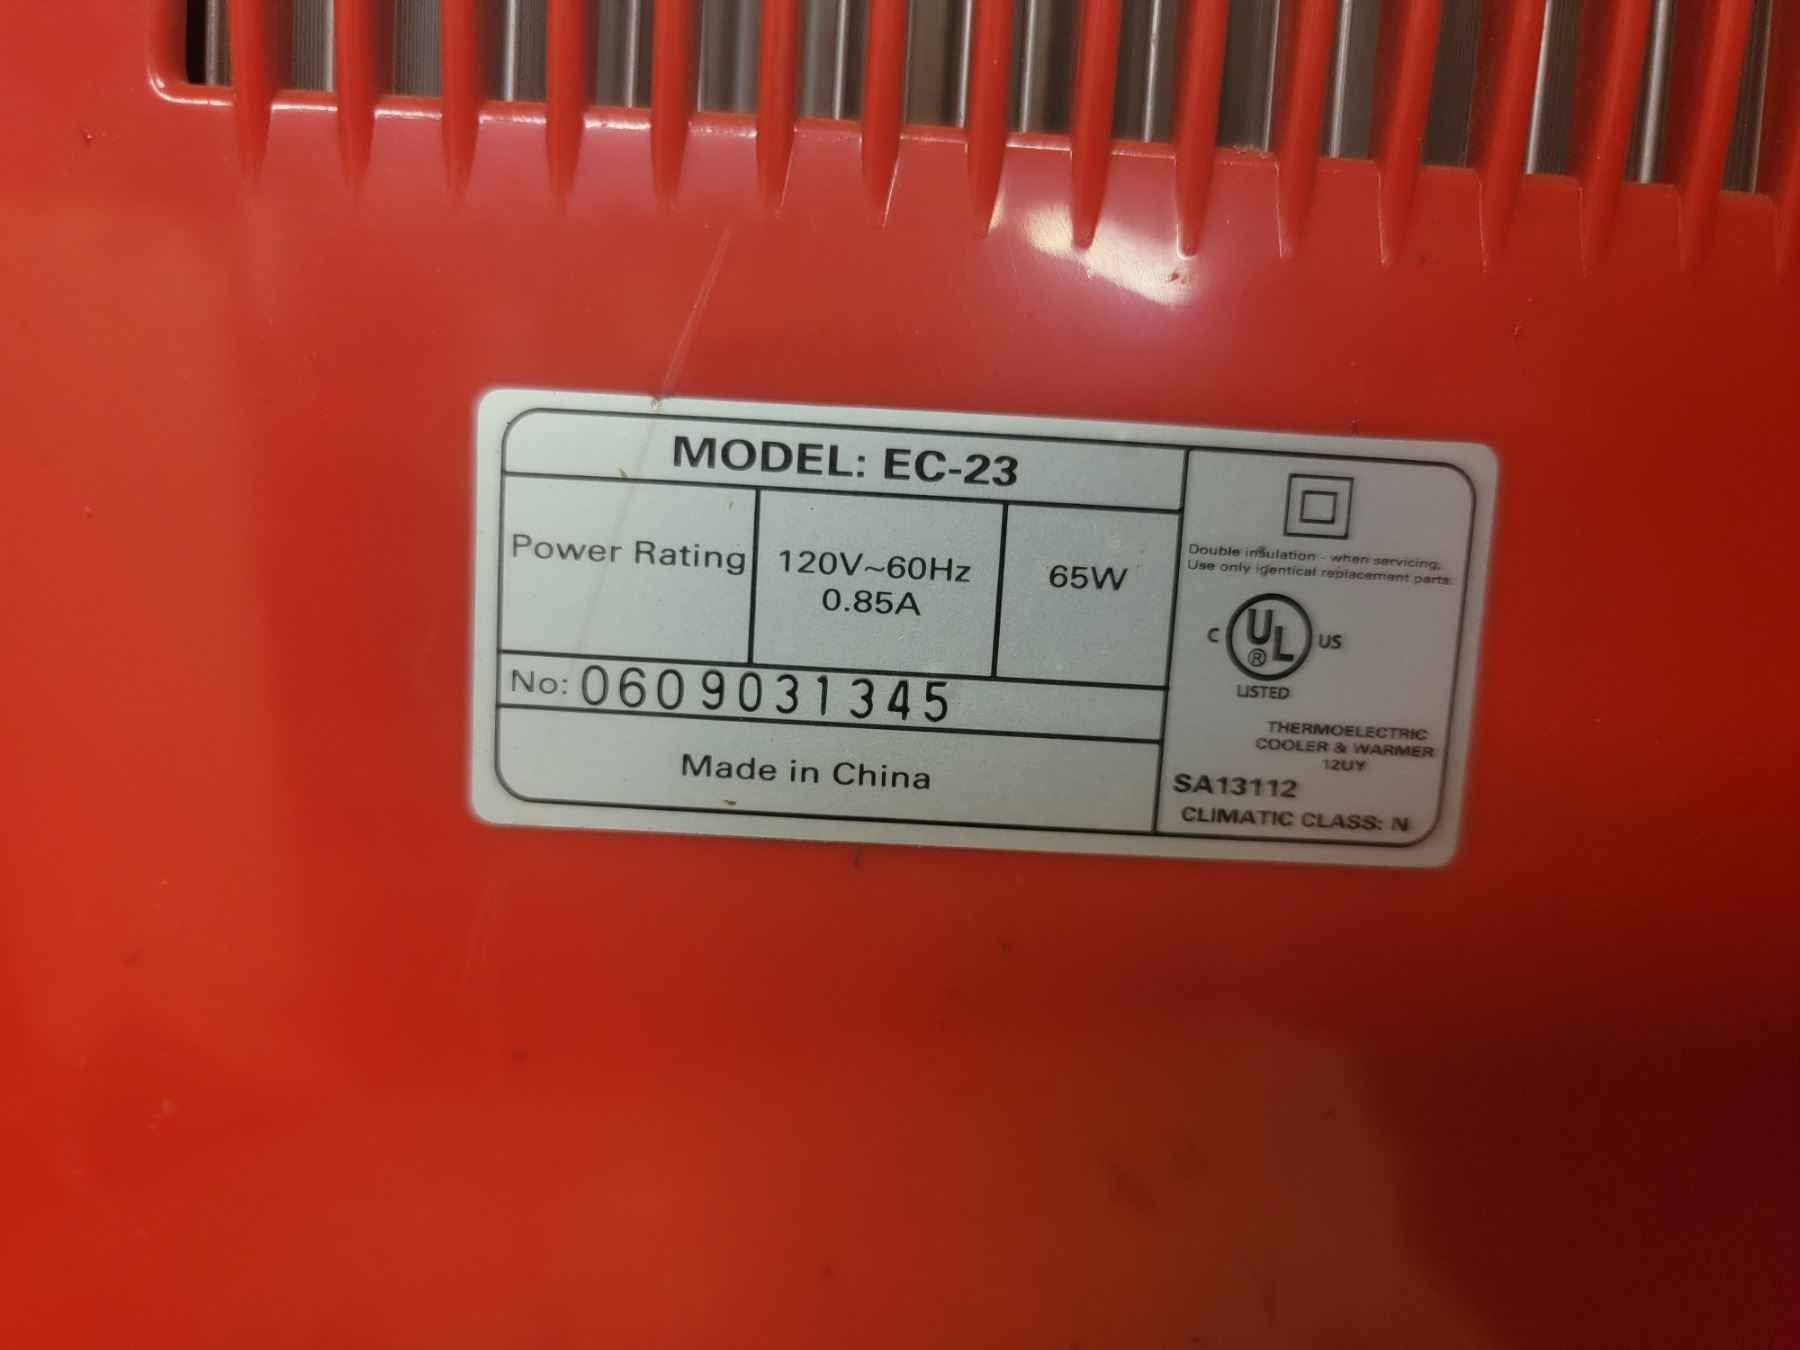 MODEL: EC-23
Power Rating
120V~60Hz
0.85A
65W
No: 0609031345
Made in China
Double insulation - when servicing,
Use only identical replacement parts.
C UL ® US
LISTED
THERMOELECTRIC
COOLER & WARMER
12UY
SA13112
CLIMATIC CLASS: N